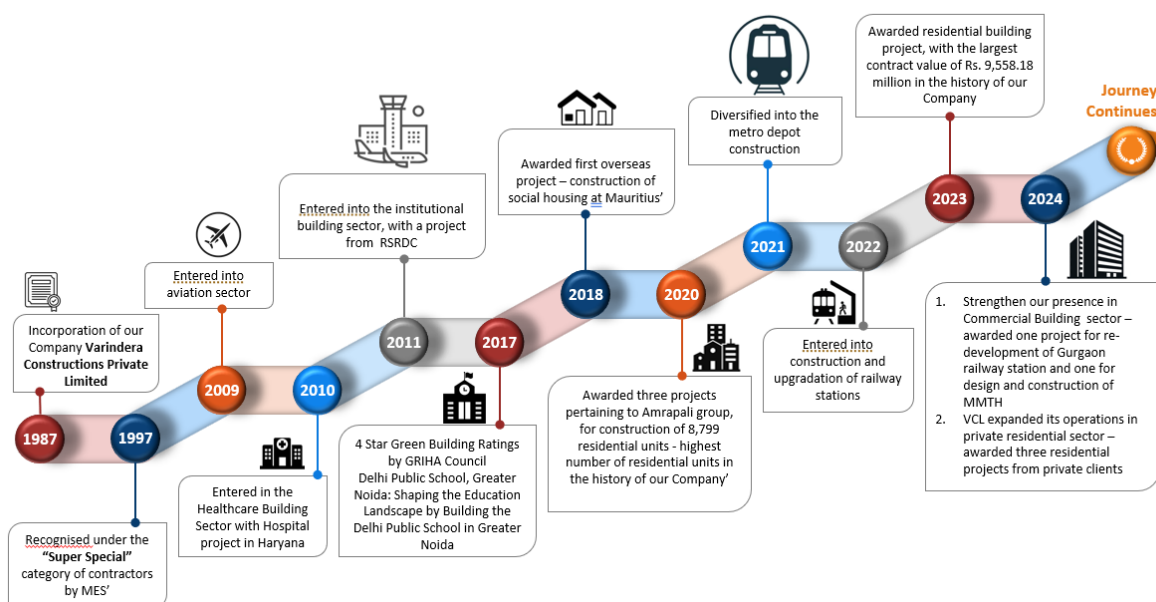 1987
Incorporation of our
Company Varindera
Constructions Private
Limited
1997
Recognised under the
“Super Special”
category of contractors
by MES’
2009
Entered into
aviation sector
2010
Entered in the
Healthcare Building
Sector with Hospital
project in Haryana
2011
Entered into the institutional
building sector, with a project
from RSRDC
2017
4 Star Green Building Ratings
by GRIHA Council
Delhi Public School, Greater
Noida: Shaping the Education
Landscape by Building the
Delhi Public School in Greater
Noida
2018
Awarded first overseas
project – construction of
social housing at Mauritius’
2020
Awarded three projects
pertaining to Amrapali group,
for construction of 8,799
residential units - highest
number of residential units in
the history of our Company’
2021
Diversified into the
metro depot
construction
2022
Entered into
construction and
upgradation of railway
stations
2023
Awarded residential building
project, with the largest
contract value of Rs. 9,558.18
million in the history of our
Company
2024
1. Strengthen our presence in
Commercial Building sector –
awarded one project for re-
development of Gurgaon
railway station and one for
design and construction of
MMTH
2. VCL expanded its operations in
private residential sector –
awarded three residential
projects from private clients
Journey
Continues